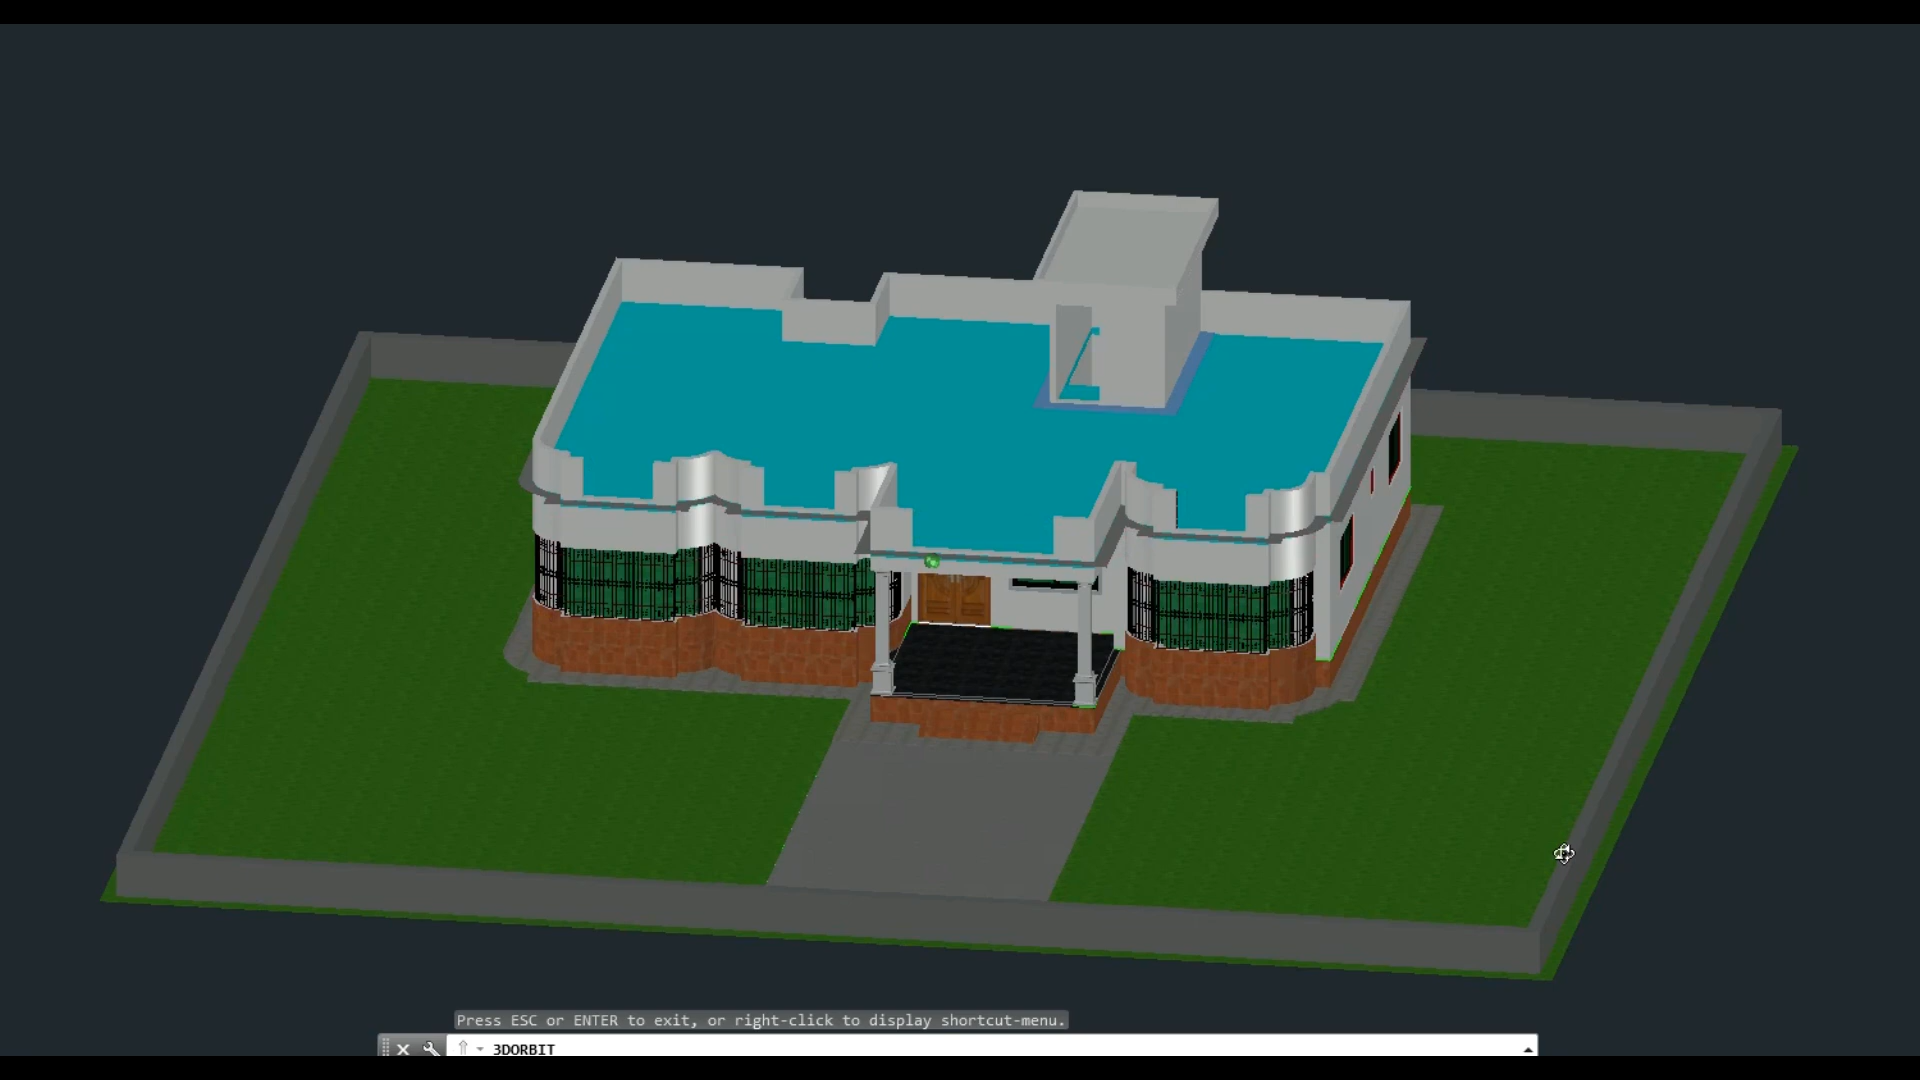 Press ESC or ENTER to exit, or right-click to display shortcut-menu.
3DORBIT